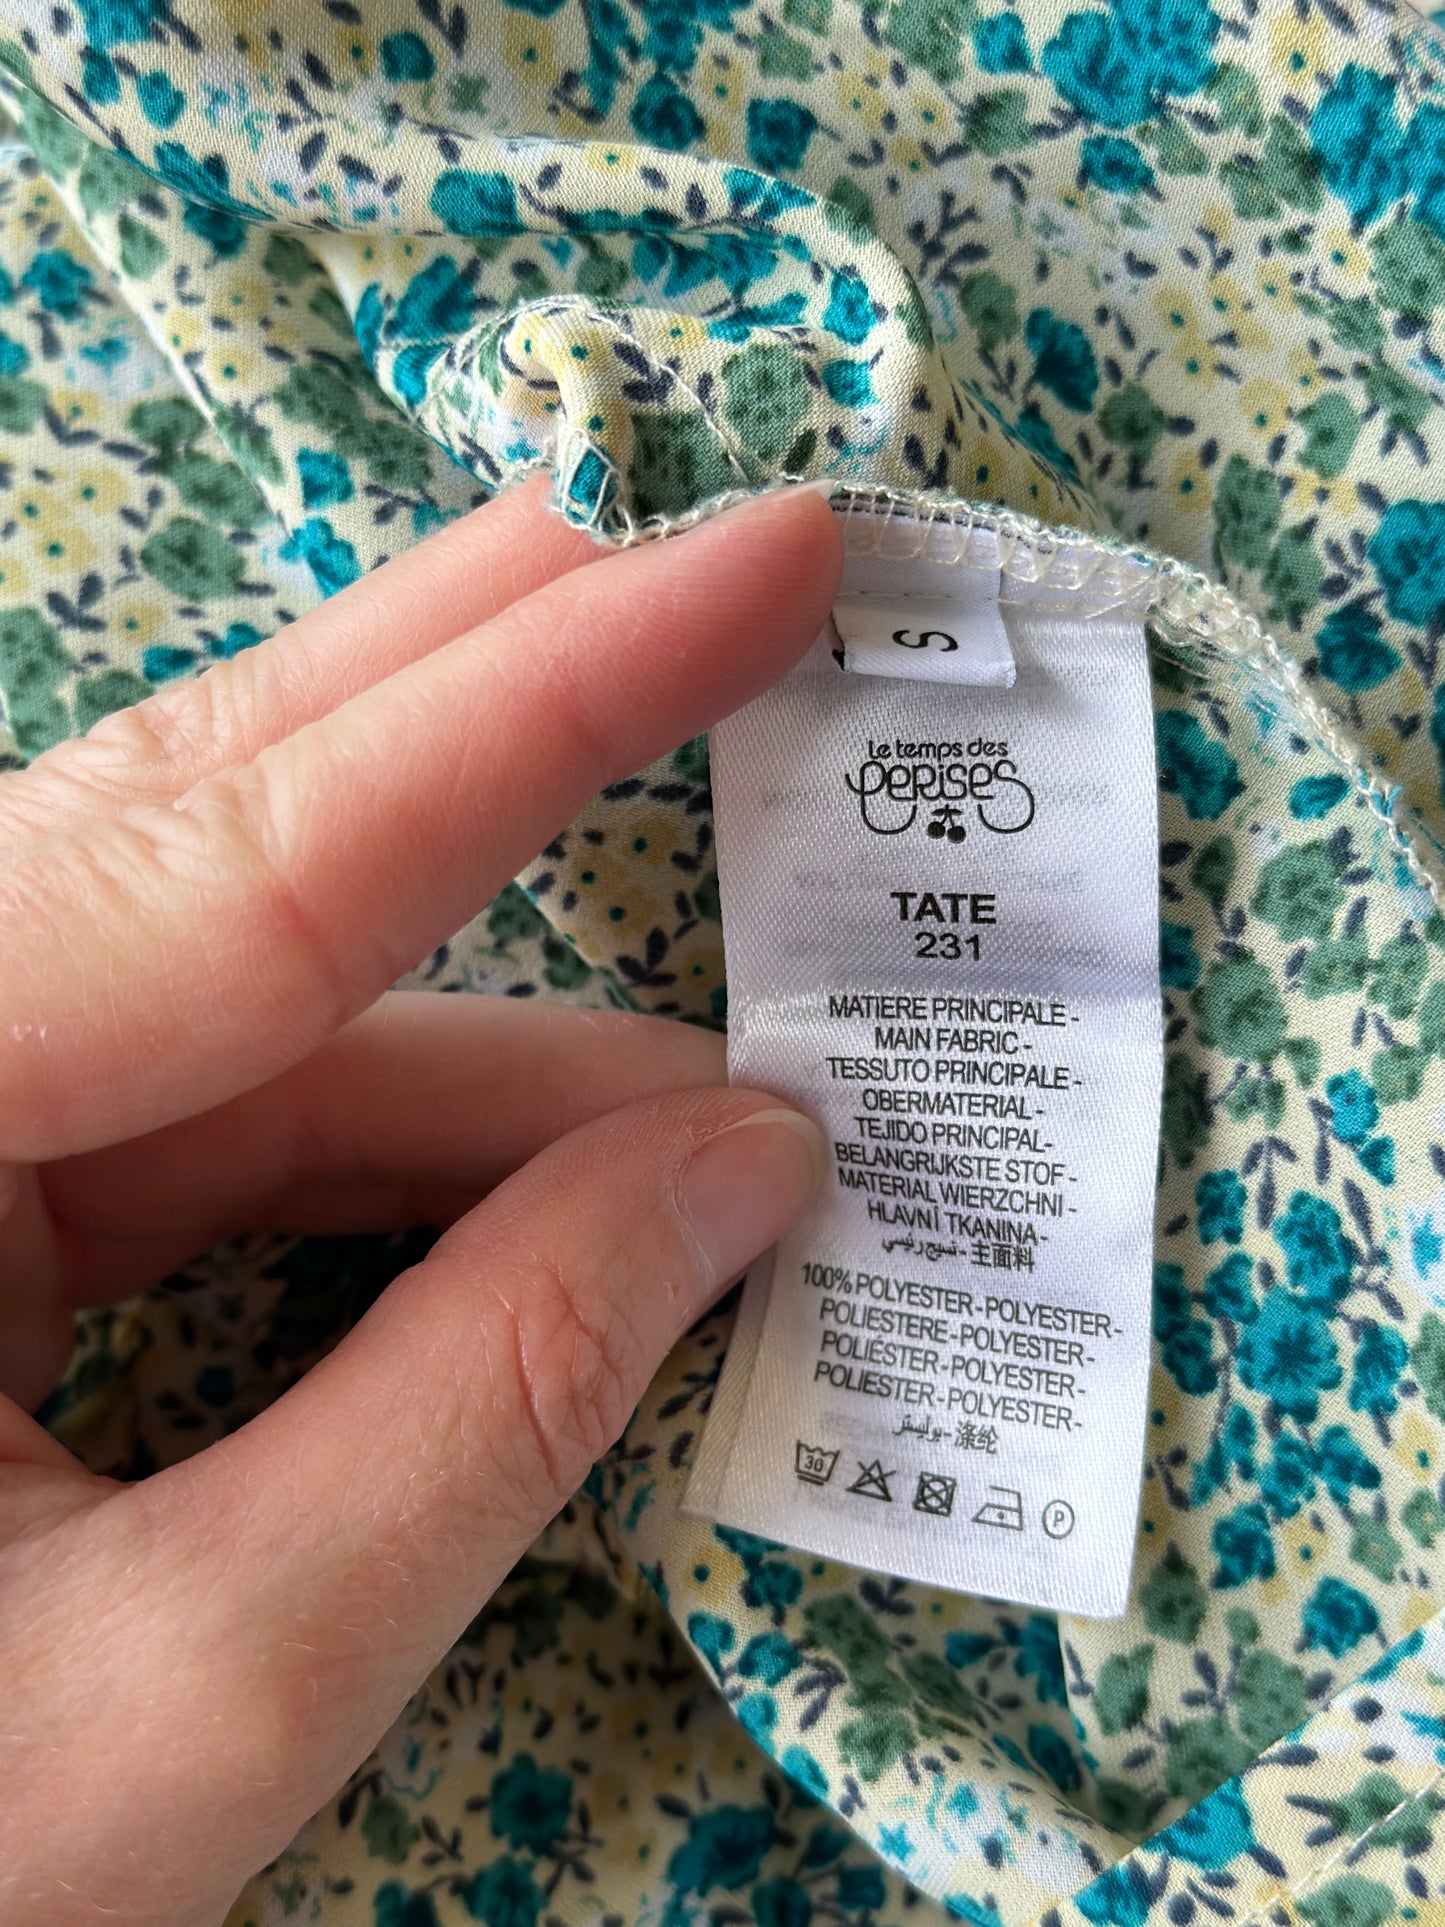 S
Le temps des
CERISES
TATE
231
MATIERE PRINCIPALE -
MAIN FABRIC -
TESSUTO PRINCIPALE -
OBERMATERIAL -
TEJIDO PRINCIPAL-
BELANGRIJKSTE STOF -
MATERIAL WIERZCHNI -
HLAVNÍ TKANINA-
نسيج رئيسي - 主面料
100% POLYESTER - POLYESTER -
POLIESTERE - POLYESTER -
POLIÉSTER - POLYESTER -
POLIESTER - POLYESTER -
بوليستر - 涤纶
30
P